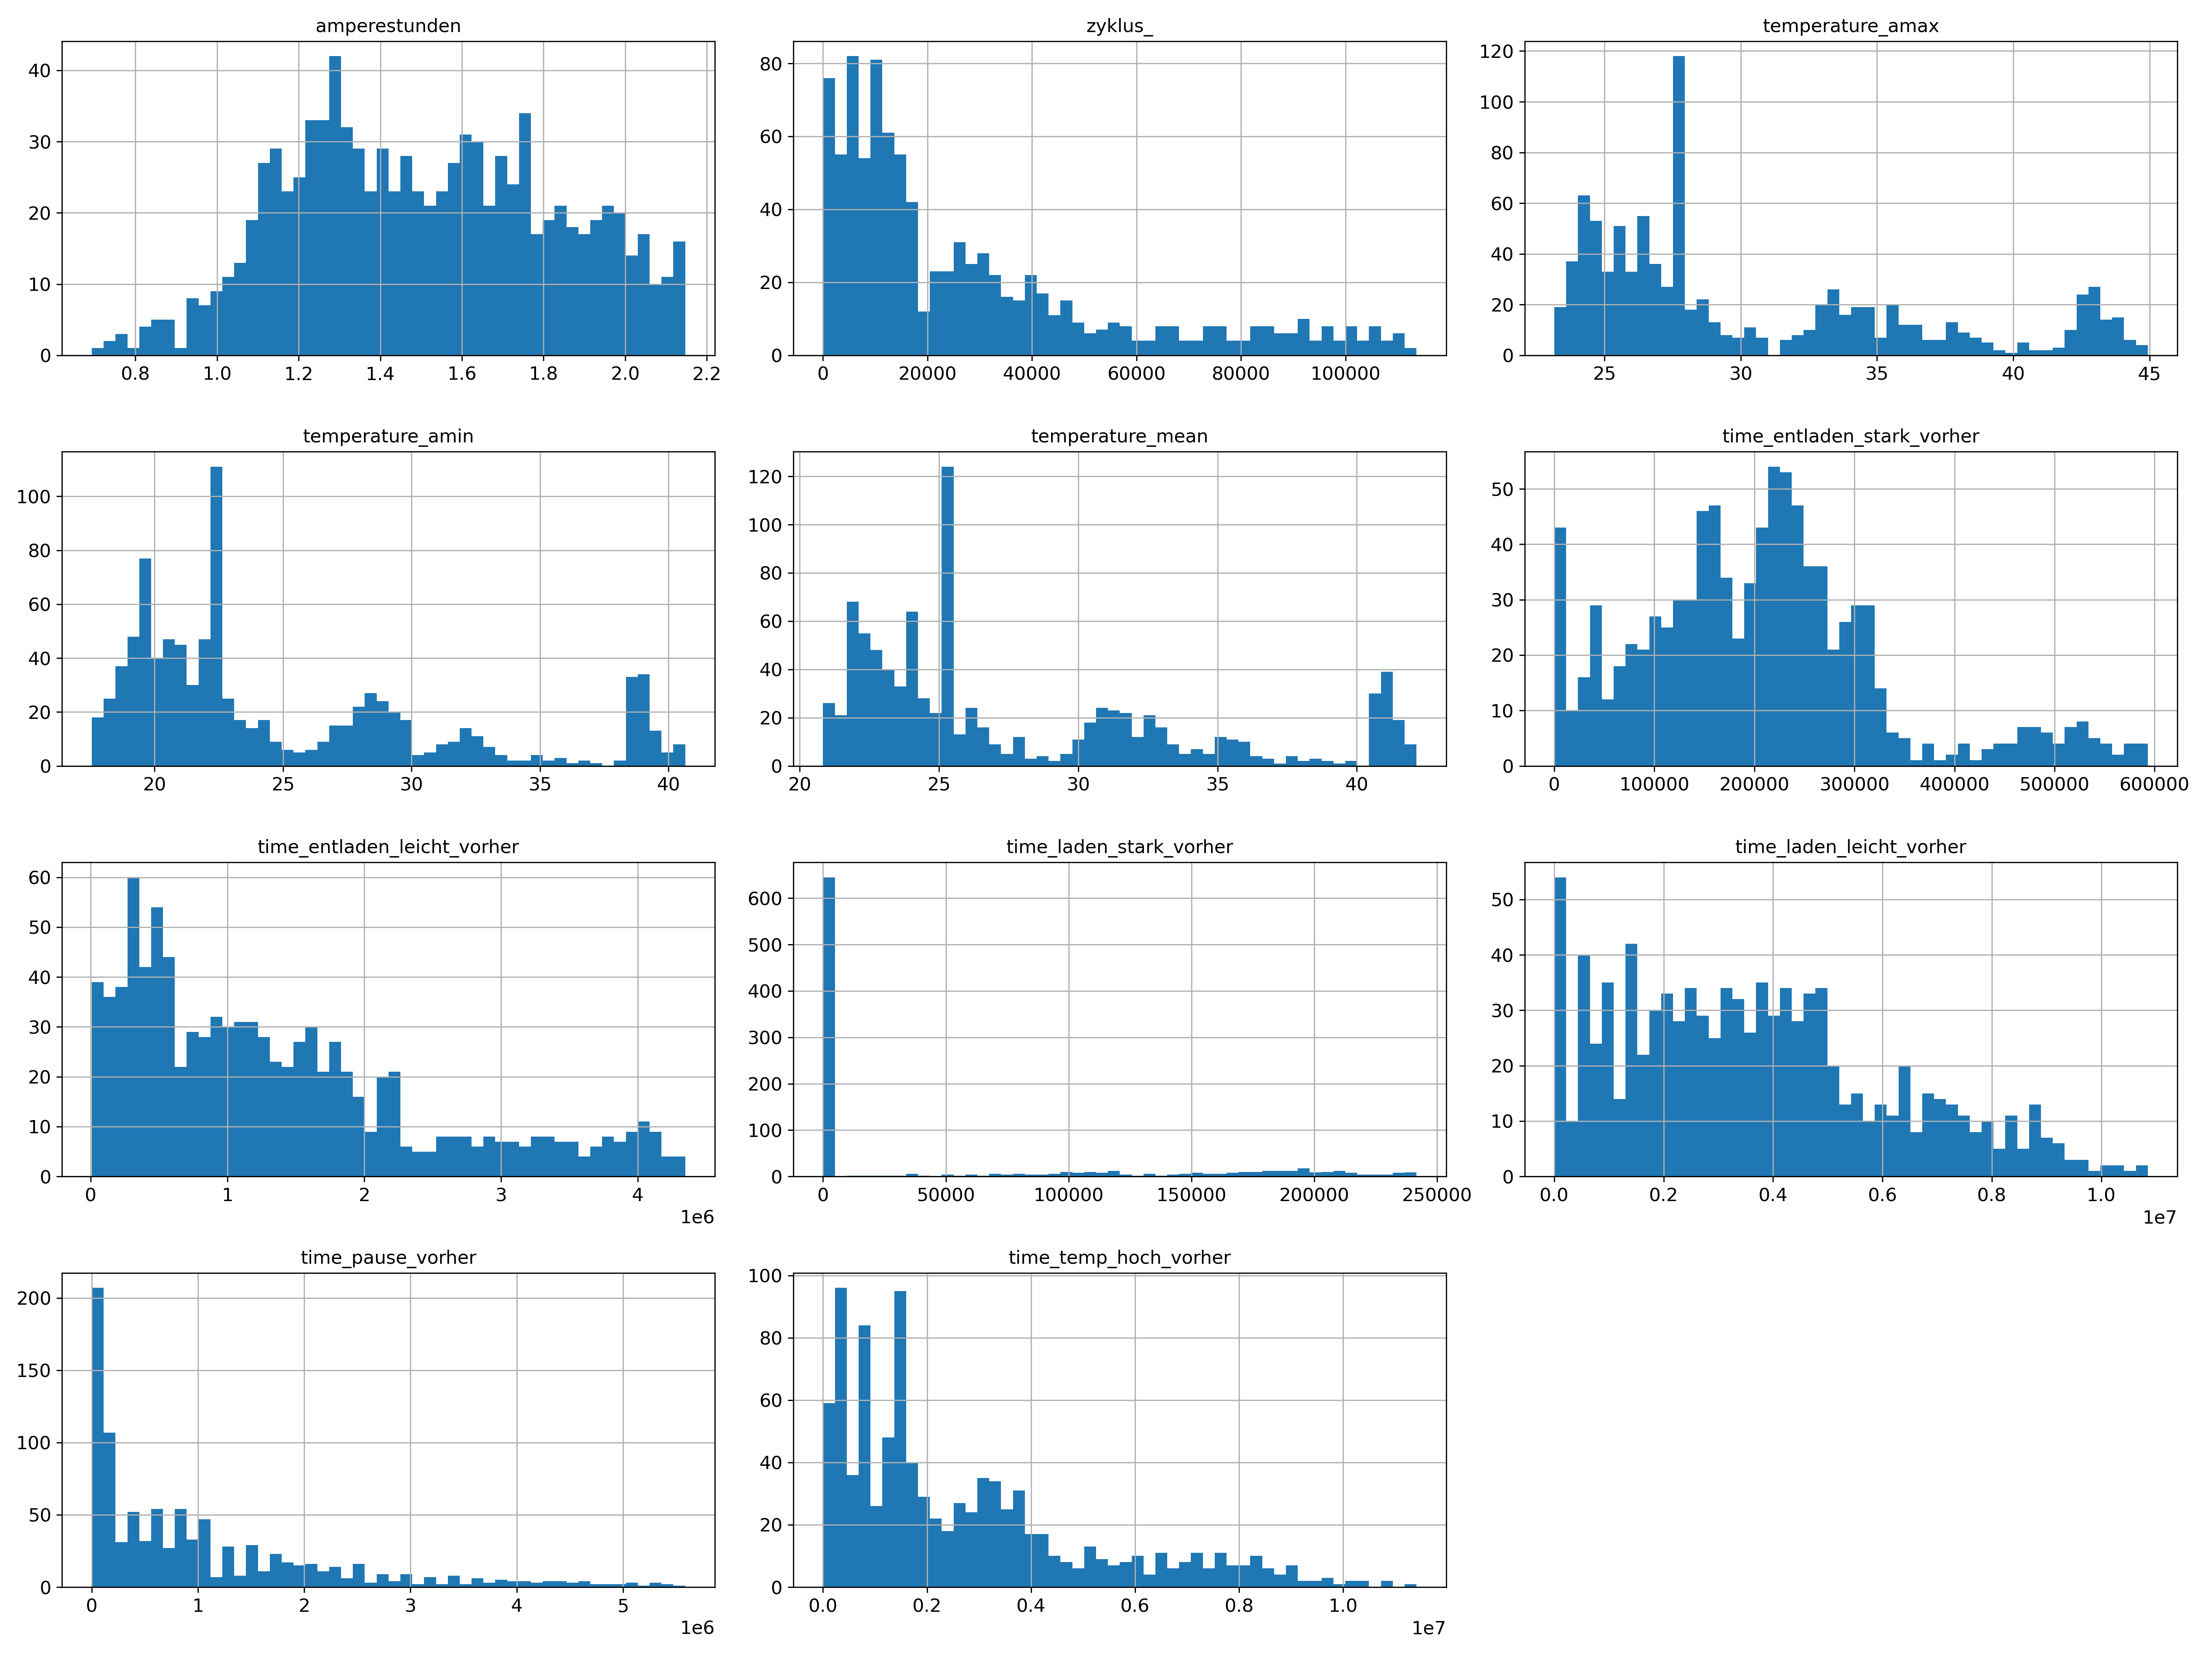 amperestunden
zyklus_
temperature_amax
40
30
20
10
0
0.8 1.0 1.2 1.4 1.6 1.8 2.0 2.2
80
60
40
20
0
0 20000 40000 60000 80000 100000
120
100
80
60
40
20
0
25 30 35 40 45
temperature_amin
temperature_mean
time_entladen_stark_vorher
100
80
60
40
20
0
20 25 30 35 40
120
100
80
60
40
20
0
20 25 30 35 40
50
40
30
20
10
0
0 100000 200000 300000 400000 500000 600000
time_entladen_leicht_vorher
time_laden_stark_vorher
time_laden_leicht_vorher
60
50
40
30
20
10
0
0 1 2 3 4
1e6
600
500
400
300
200
100
0
0 50000 100000 150000 200000 250000
50
40
30
20
10
0
0.0 0.2 0.4 0.6 0.8 1.0
1e7
time_pause_vorher
time_temp_hoch_vorher
200
150
100
50
0
0 1 2 3 4 5
1e6
100
80
60
40
20
0
0.0 0.2 0.4 0.6 0.8 1.0
1e7